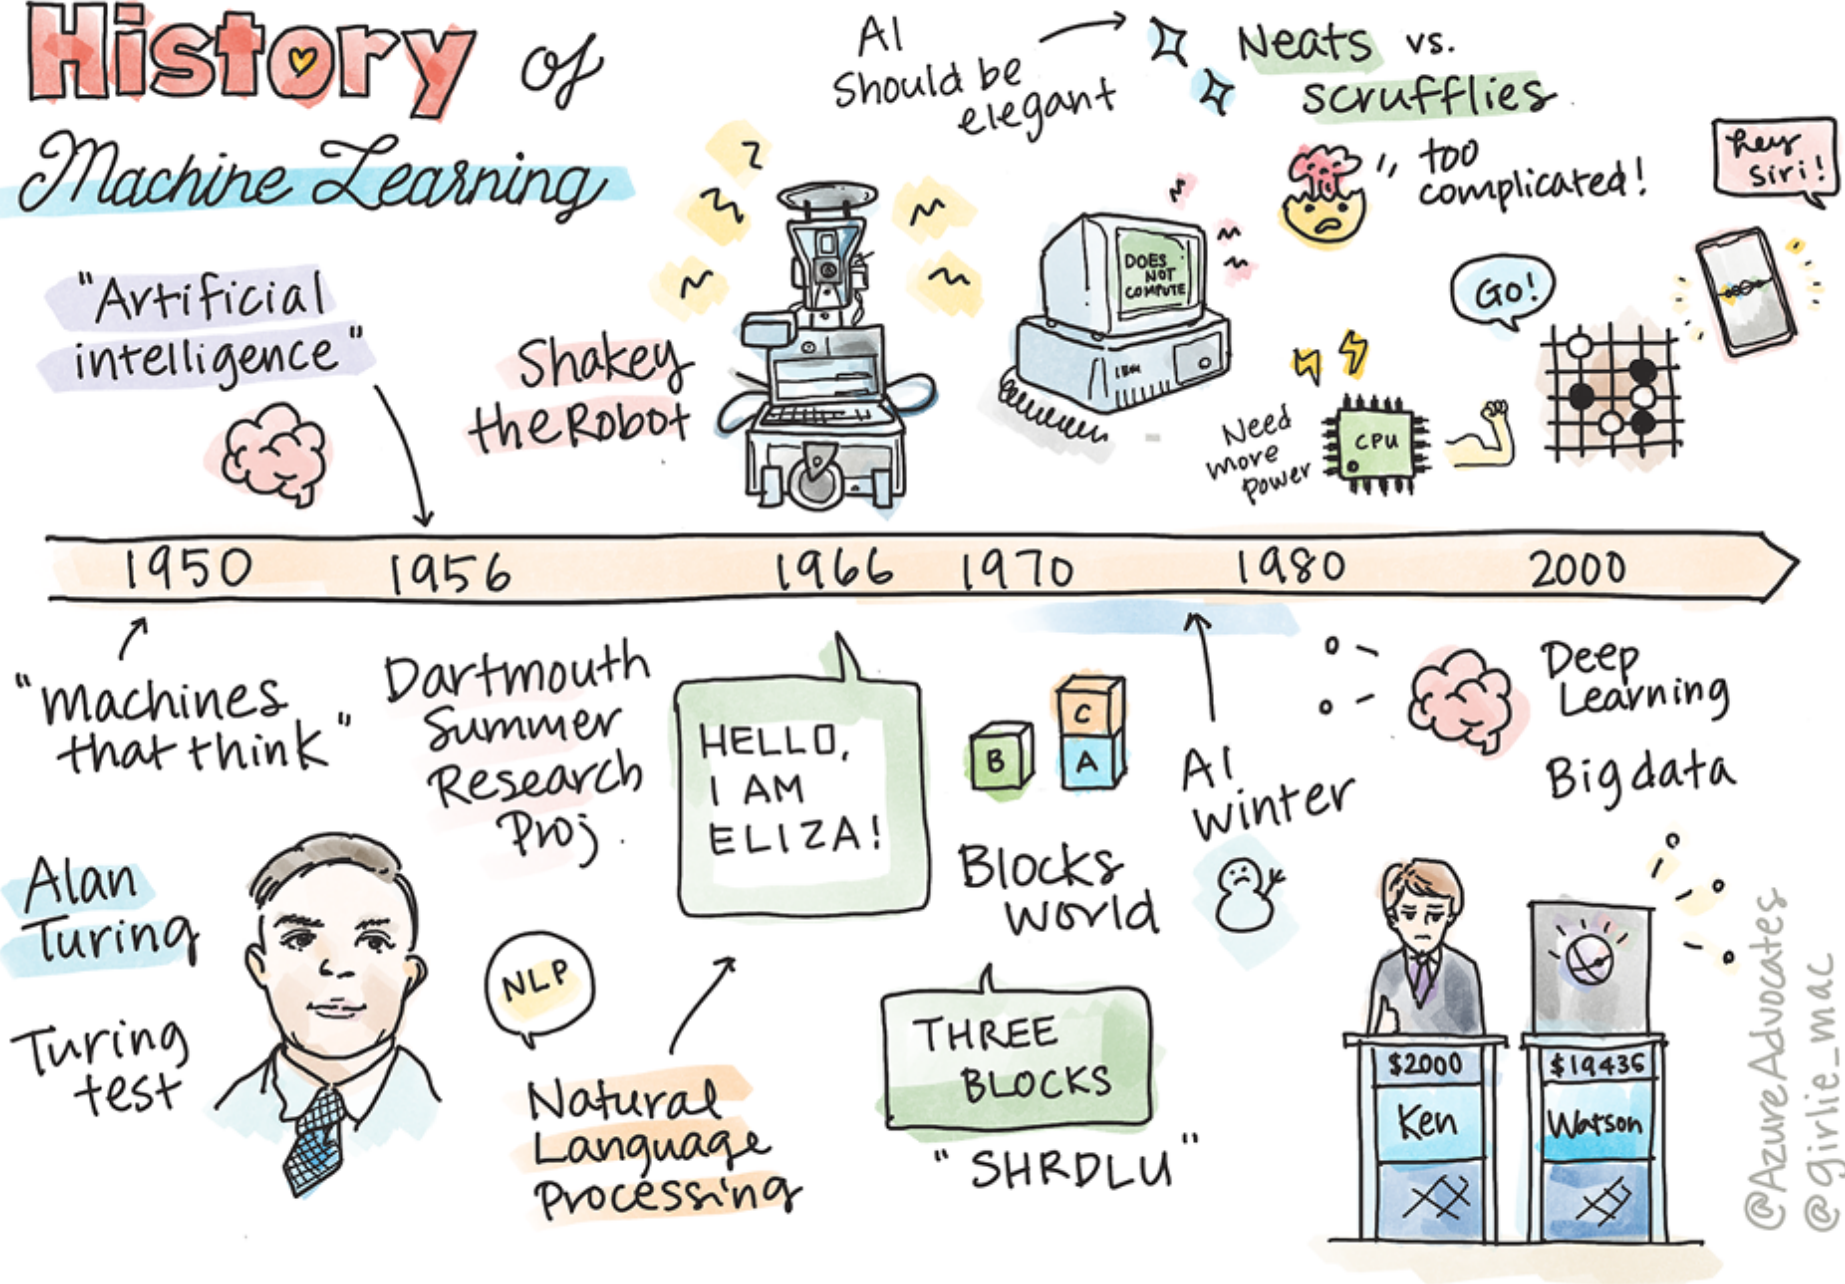 History of
Machine Learning
"Artificial
intelligence"
Shakey
the Robot
AI
Should be
elegant
Neats vs.
scrufflies
too
complicated!
hey
siri!
DOES
NOT
COMPUTE
IBM
GO!
Need
more
power
CPU
1950 1956 1966 1970 1980 2000
"Machines
that think"
Alan
Turing
Turing
test
Dartmouth
Summer
Research
Proj.
NLP
Natural
Language
Processing
HELLO,
I AM
ELIZA!
B
C
A
Blocks
world
THREE
BLOCKS
"SHRDLU"
AI
winter
Deep
Learning
Big data
$2000
Ken
$19435
Watson
@AzureAdvocates
@girlie_mac